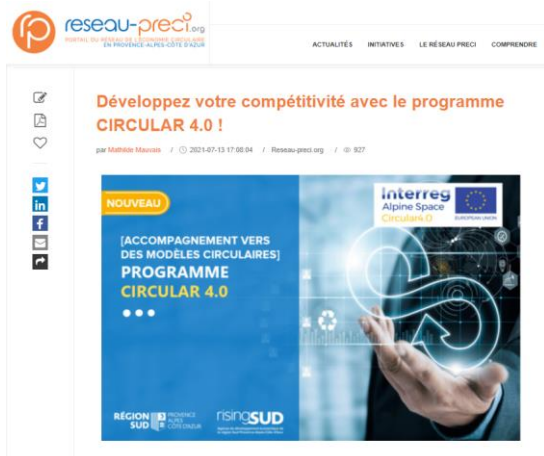 reseau-preci.org
PORTAIL DU RÉSEAU DE L'ÉCONOMIE CIRCULAIRE
EN PROVENCE-ALPES-CÔTE D'AZUR
ACTUALITÉS INITIATIVES LE RÉSEAU PRECI COMPRENDRE
Développez votre compétitivité avec le programme
CIRCULAR 4.0 !
par Mathilde Mauvais / 2021-07-13 17:08:04 / Reseau-preci.org / 927
NOUVEAU
Interreg
Alpine Space
Circular4.0 EUROPEAN UNION
[ACCOMPAGNEMENT VERS
DES MODÈLES CIRCULAIRES]
PROGRAMME
CIRCULAR 4.0
RÉGION
SUD
PROVENCE
ALPES
CÔTE D'AZUR
risingSUD